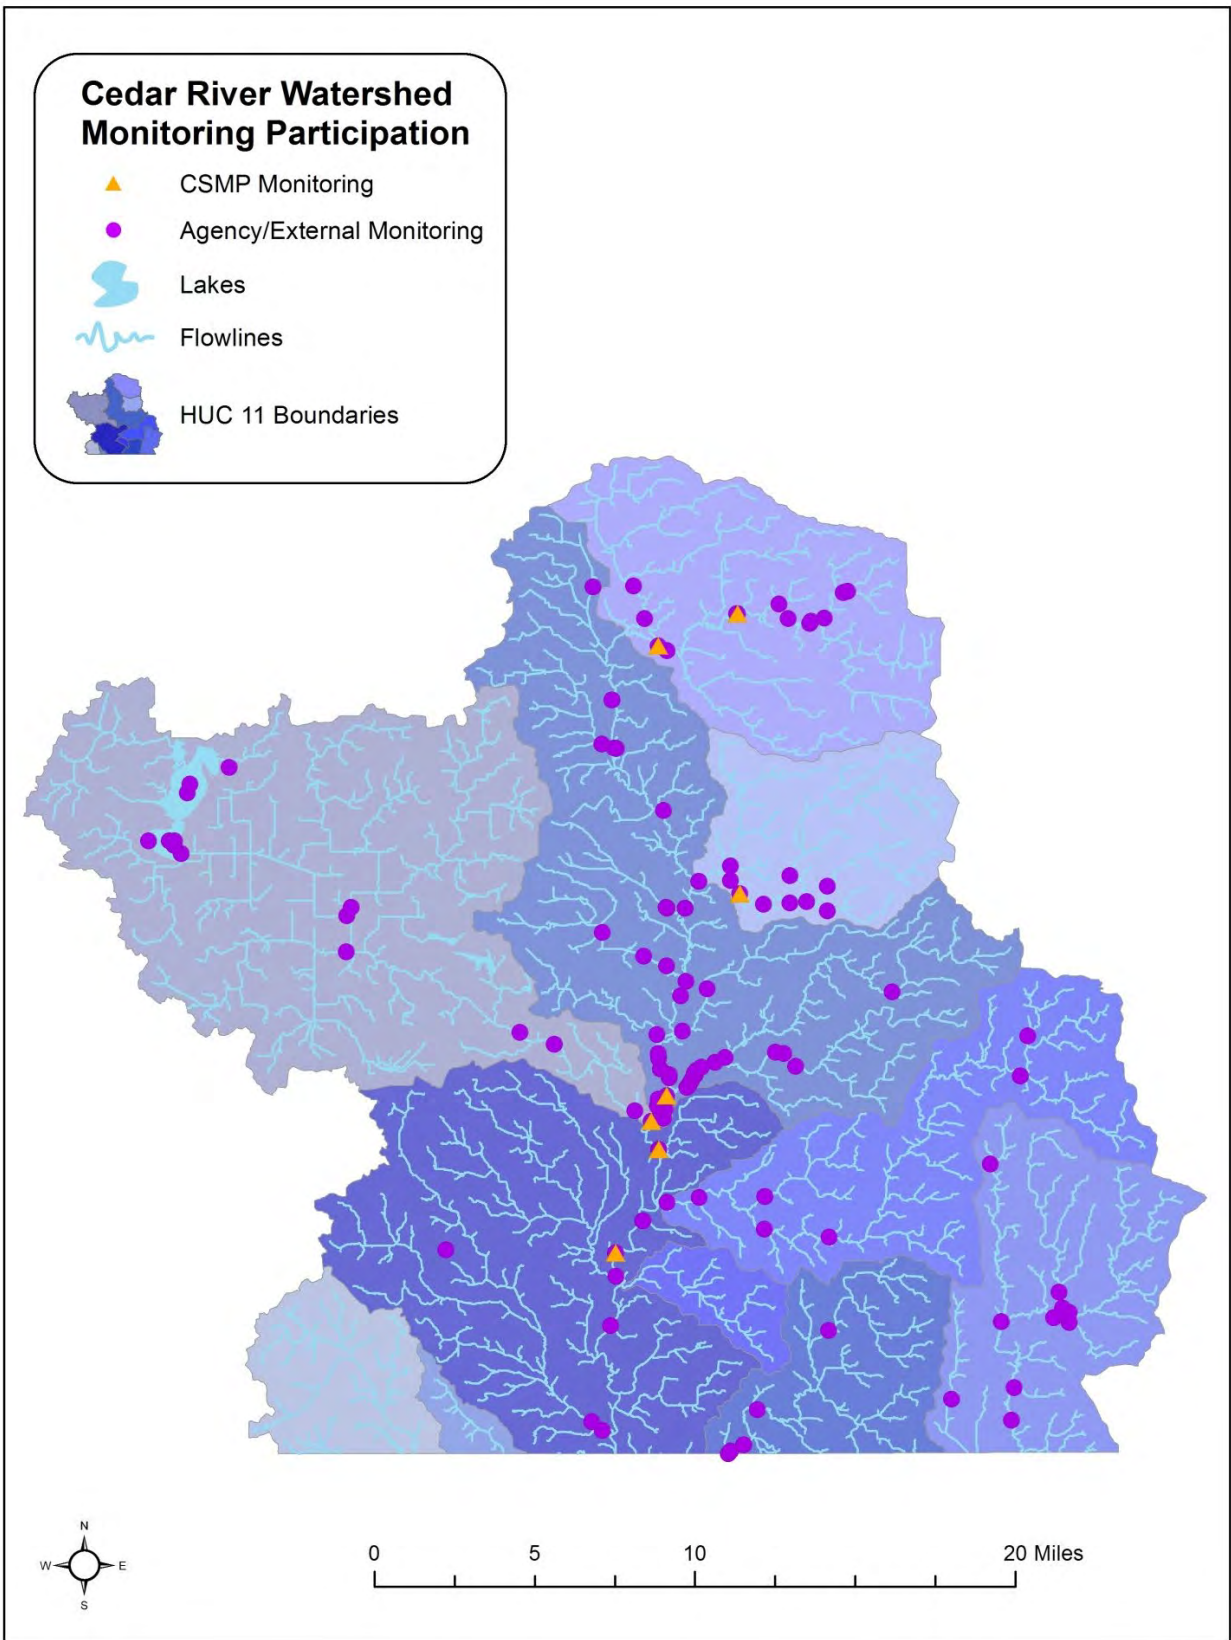 Cedar River Watershed
Monitoring Participation
CSMP Monitoring
Agency/External Monitoring
Lakes
Flowlines
HUC 11 Boundaries
N
W E
S
0 5 10 20 Miles